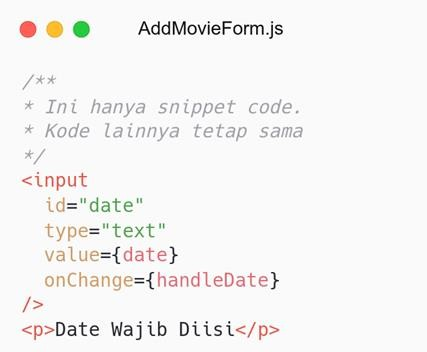 AddMovieForm.js
/**
* Ini hanya snippet code.
* Kode lainnya tetap sama
*/
<input
id="date"
type="text"
value={date}
onChange={handleDate}
/>
<p>Date Wajib Diisi</p>